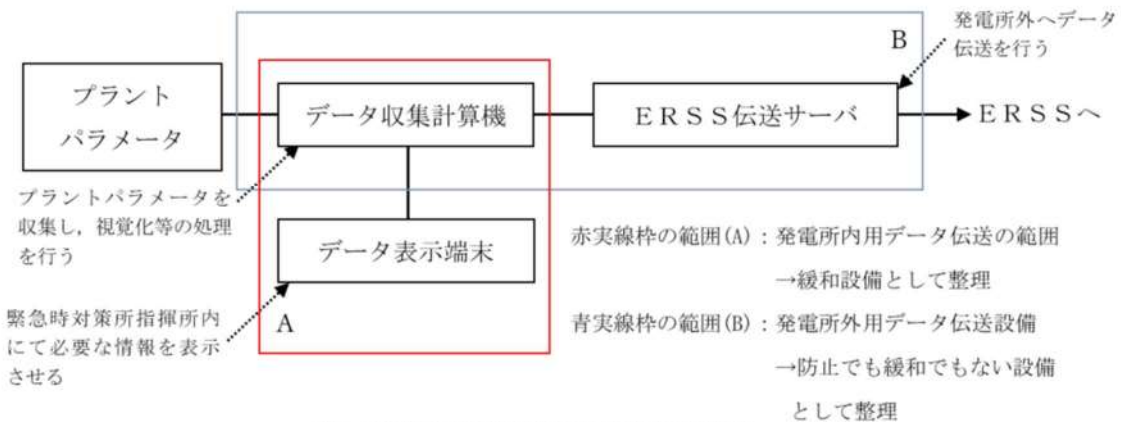 発電所外へデータ
伝送を行う
B
プラント
パラメータ
データ収集計算機
ERSS伝送サーバ
ERSSへ
プラントパラメータを
収集し，視覚化等の処理
を行う
データ表示端末
緊急時対策所指揮所内
にて必要な情報を表示
させる
A
赤実線枠の範囲(A)：発電所内用データ伝送の範囲
→緩和設備として整理
青実線枠の範囲(B)：発電所外用データ伝送設備
→防止でも緩和でもない設備
として整理